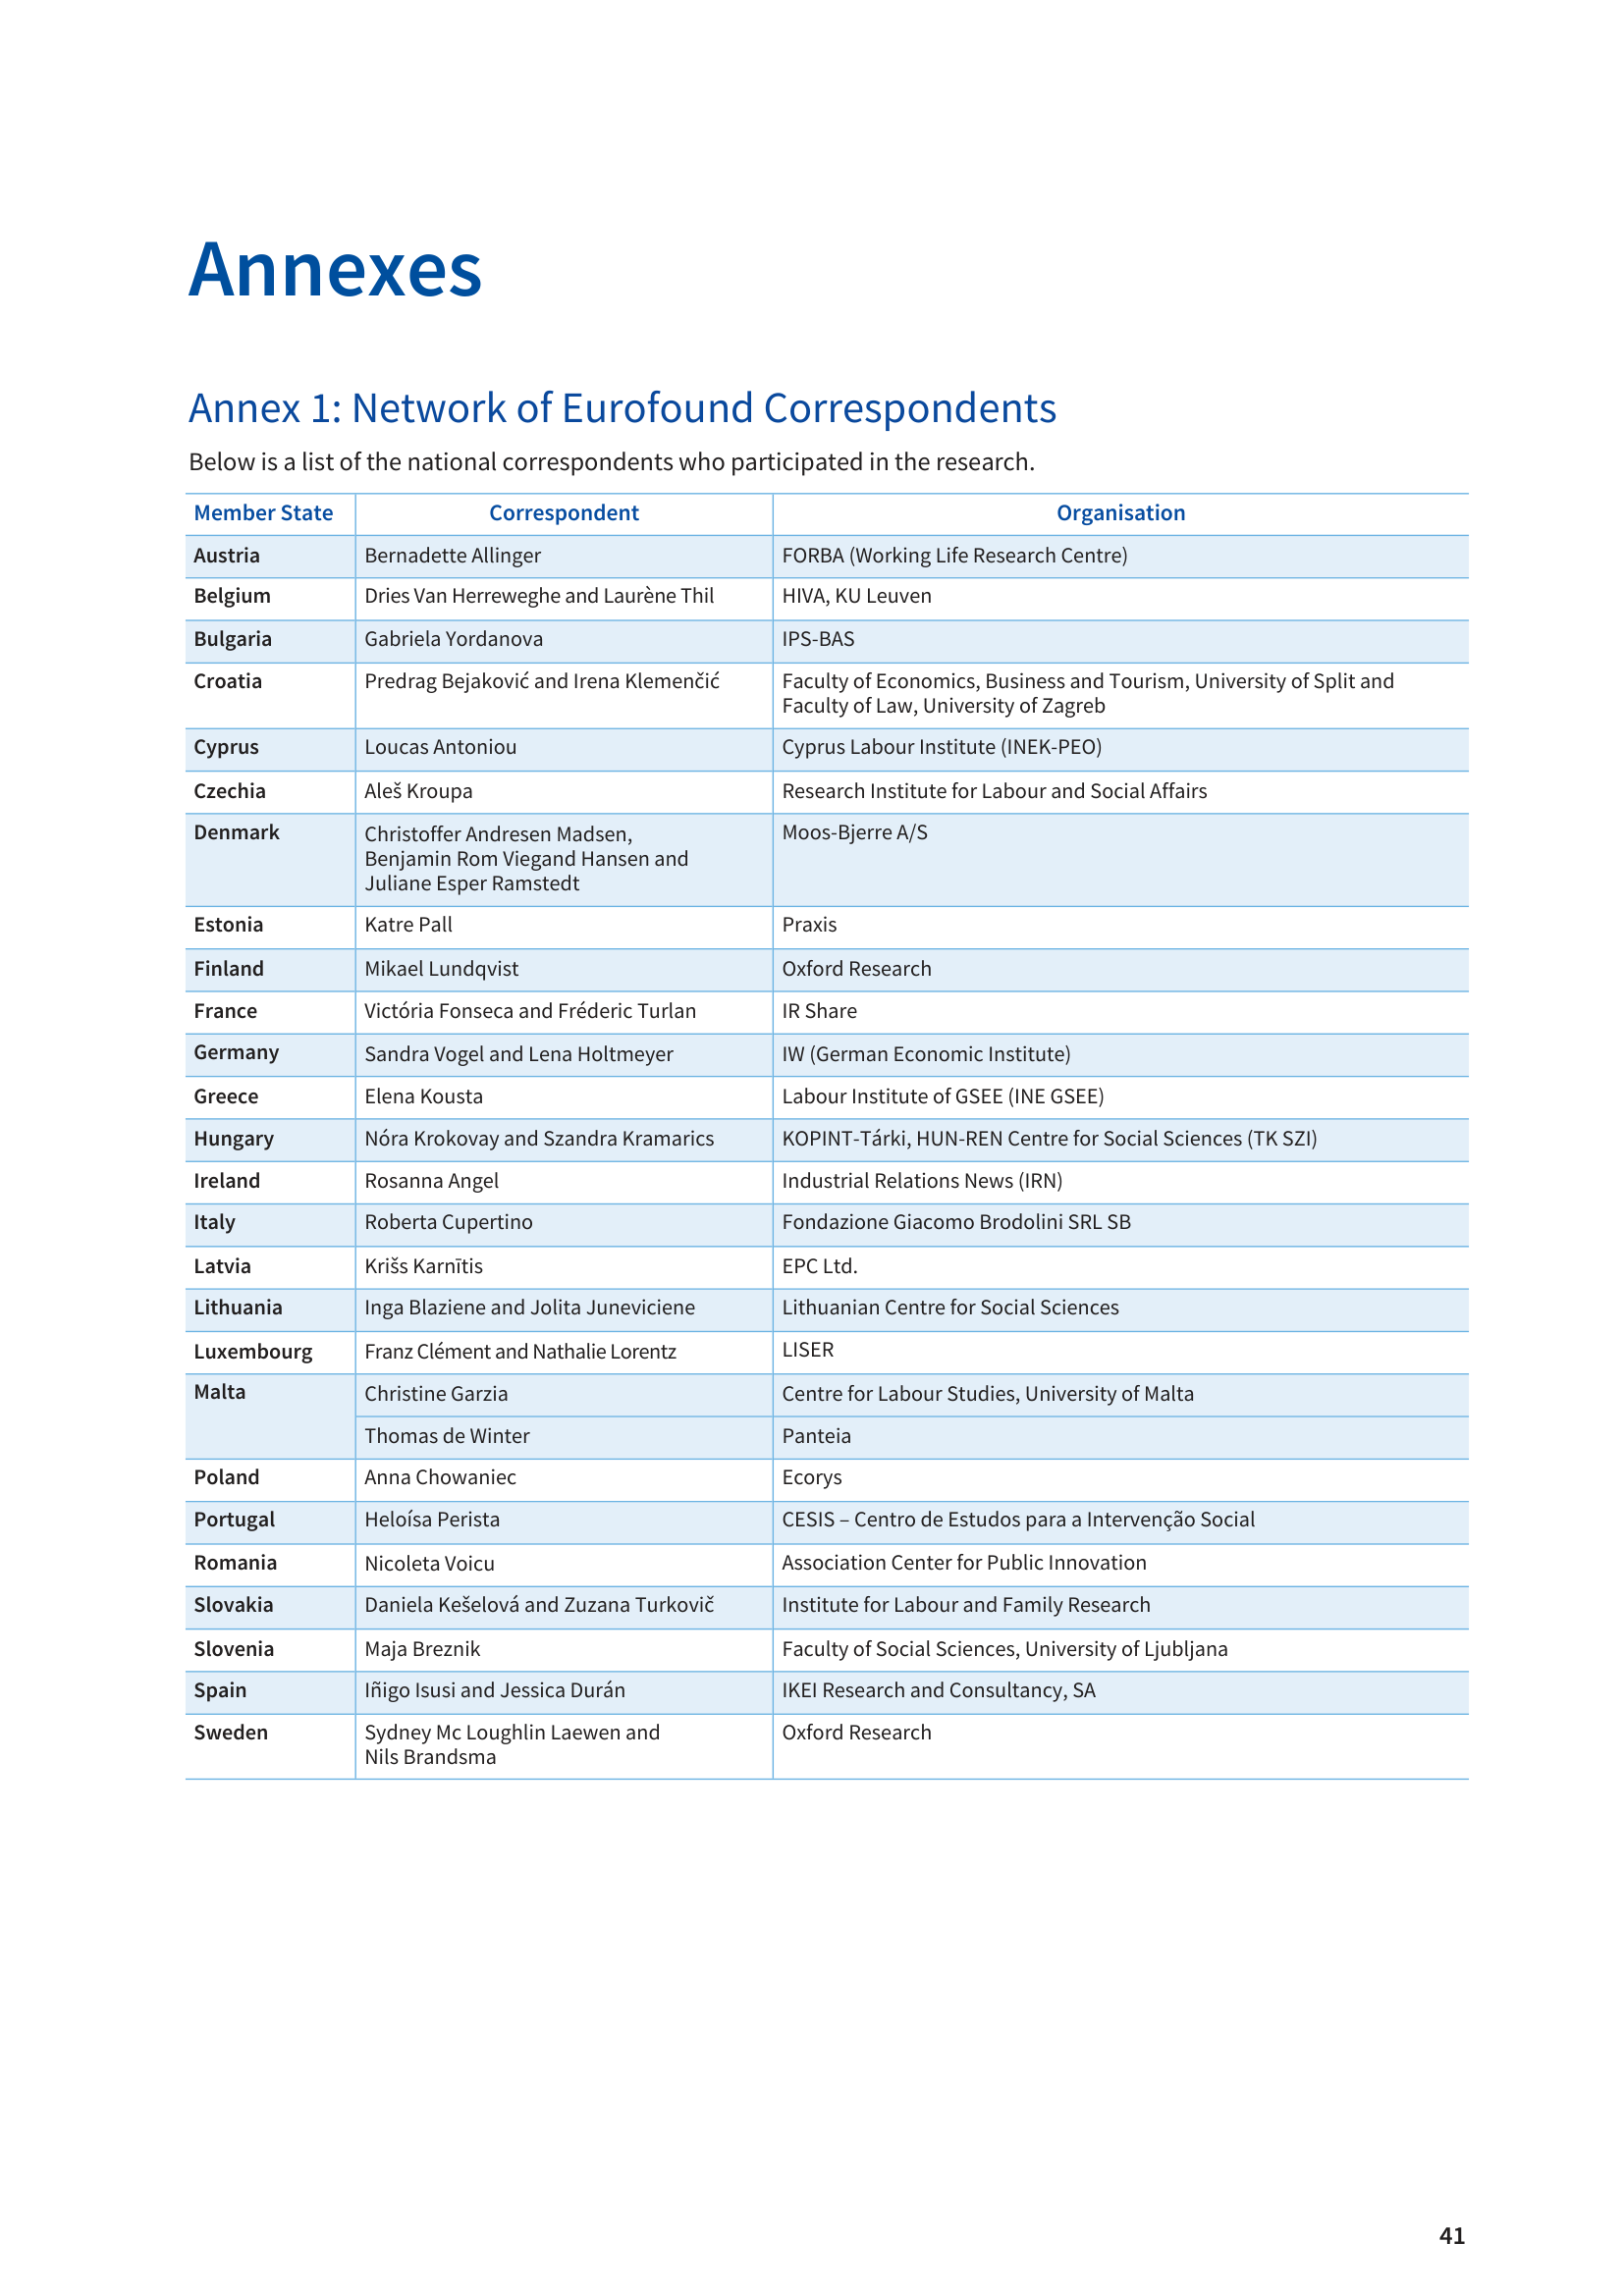 Annexes
Annex 1: Network of Eurofound Correspondents
Below is a list of the national correspondents who participated in the research.
Member State Correspondent Organisation
Austria Bernadette Allinger FORBA (Working Life Research Centre)
Belgium Dries Van Herreweghe and Laurène Thil HIVA, KU Leuven
Bulgaria Gabriela Yordanova IPS-BAS
Croatia Predrag Bejaković and Irena Klemenčić Faculty of Economics, Business and Tourism, University of Split and
Faculty of Law, University of Zagreb
Cyprus Loucas Antoniou Cyprus Labour Institute (INEK-PEO)
Czechia Aleš Kroupa Research Institute for Labour and Social Affairs
Denmark Christoffer Andresen Madsen, Moos-Bjerre A/S
Benjamin Rom Viegand Hansen and
Juliane Esper Ramstedt
Estonia Katre Pall Praxis
Finland Mikael Lundqvist Oxford Research
France Victória Fonseca and Fréderic Turlan IR Share
Germany Sandra Vogel and Lena Holtmeyer IW (German Economic Institute)
Greece Elena Kousta Labour Institute of GSEE (INE GSEE)
Hungary Nóra Krokovay and Szandra Kramarics KOPINT-Tárki, HUN-REN Centre for Social Sciences (TK SZI)
Ireland Rosanna Angel Industrial Relations News (IRN)
Italy Roberta Cupertino Fondazione Giacomo Brodolini SRL SB
Latvia Krišs Karnītis EPC Ltd.
Lithuania Inga Blaziene and Jolita Juneviciene Lithuanian Centre for Social Sciences
Luxembourg Franz Clément and Nathalie Lorentz LISER
Malta Christine Garzia Centre for Labour Studies, University of Malta
Thomas de Winter Panteia
Poland Anna Chowaniec Ecorys
Portugal Heloísa Perista CESIS – Centro de Estudos para a Intervenção Social
Romania Nicoleta Voicu Association Center for Public Innovation
Slovakia Daniela Kešelová and Zuzana Turkovič Institute for Labour and Family Research
Slovenia Maja Breznik Faculty of Social Sciences, University of Ljubljana
Spain Iñigo Isusi and Jessica Durán IKEI Research and Consultancy, SA
Sweden Sydney Mc Loughlin Laewen and Oxford Research
Nils Brandsma
41